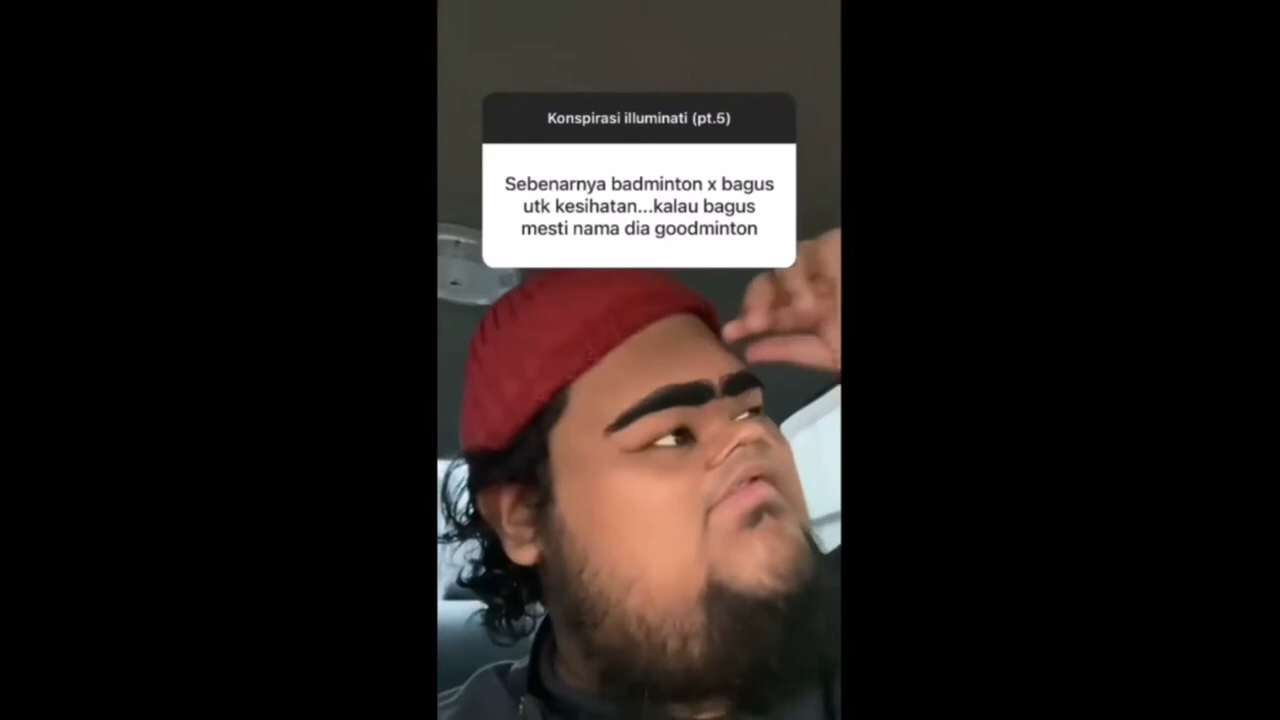 Konspirasi illuminati (pt.5)
Sebenarnya badminton x bagus
utk kesihatan...kalau bagus
mesti nama dia goodminton